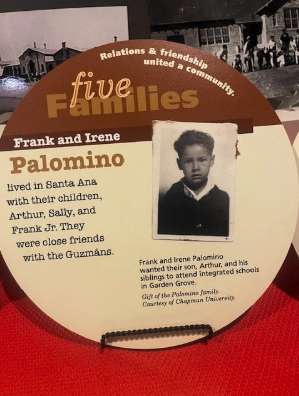 Relations & friendship
united a community.
five
Families
Frank and Irene
Palomino
lived in Santa Ana
with their children,
Arthur, Sally, and
Frank Jr. They
were close friends
with the Guzmáns.
Frank and Irene Palomino
wanted their son, Arthur, and his
siblings to attend integrated schools
in Garden Grove.
Gift of the Palomino family.
Courtesy of Chapman University.